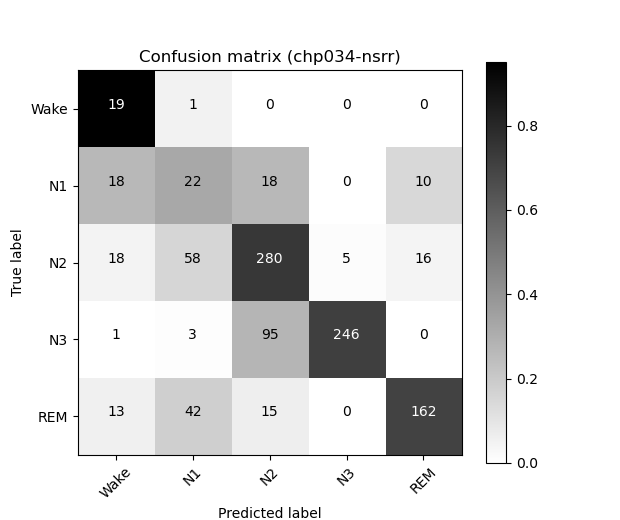 Confusion matrix (chp034-nsrr)
Wake 19 1 0 0 0
N1 18 22 18 0 10
N2 18 58 280 5 16
N3 1 3 95 246 0
REM 13 42 15 0 162
Wake N1 N2 N3 REM
True label
Predicted label
0.8
0.6
0.4
0.2
0.0